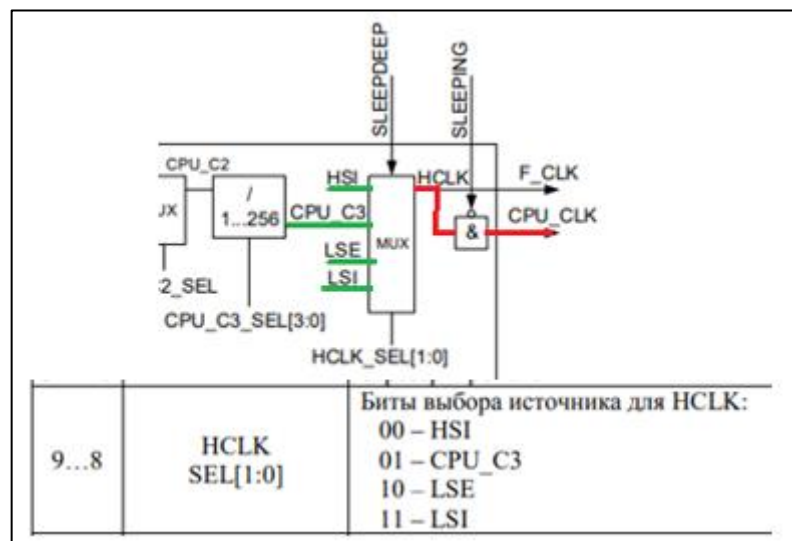 SLEEPDEEP
SLEEPING
CPU_C2
HSI
HCLK
F_CLK
/
1...256
CPU_C3
CPU_CLK
UX
MUX
&
LSE
LSI
2_SEL
CPU_C3_SEL[3:0]
HCLK_SEL[1:0]
Биты выбора источника для HCLK:
00 – HSI
9...8
HCLK
SEL[1:0]
01 – CPU_C3
10 – LSE
11 – LSI